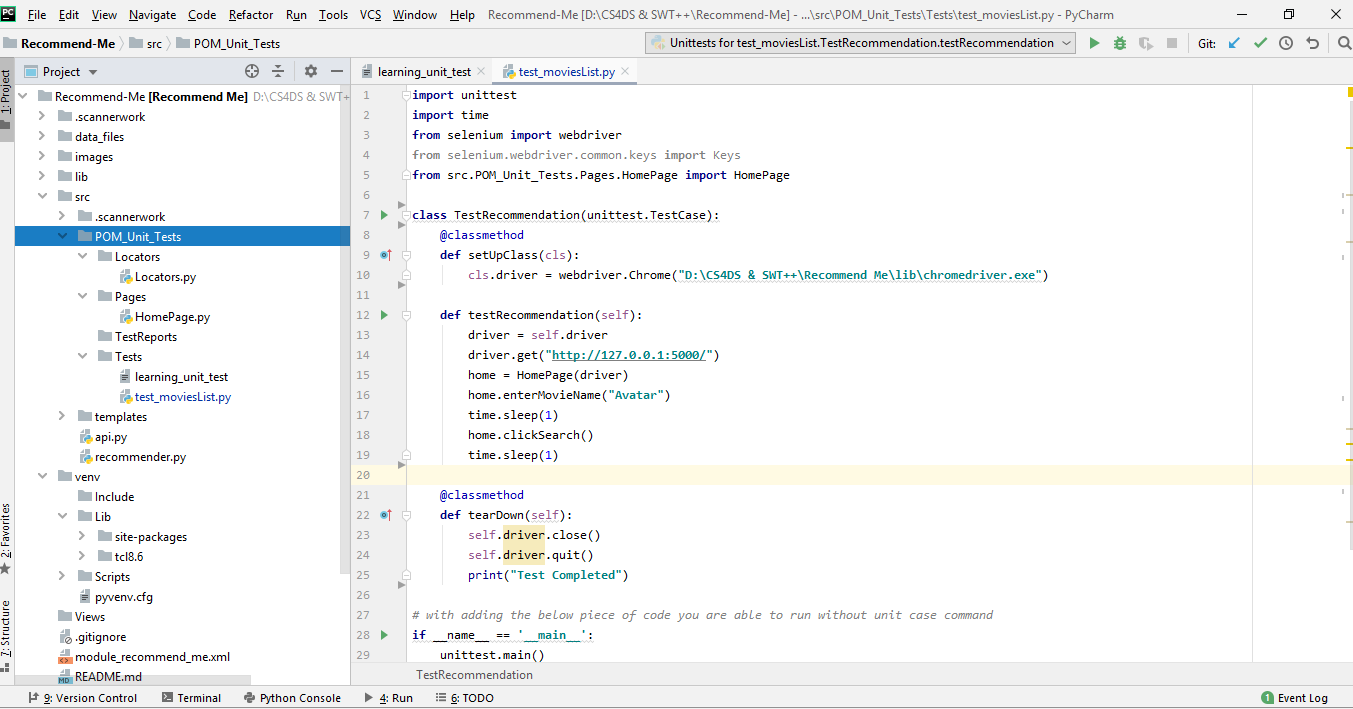 PC File Edit View Navigate Code Refactor Run Tools VCS Window Help Recommend-Me [D:\CS4DS & SWT++\Recommend-Me] - ...\src\POM_Unit_Tests\Tests\test_moviesList.py - PyCharm
Recommend-Me src POM_Unit_Tests Unittests for test_moviesList.TestRecommendation.testRecommendation Git:
1: Project
2: Favorites
7: Structure
Project
Recommend-Me [Recommend Me] D:\CS4DS & SWT++
.scannerwork
data_files
images
lib
src
.scannerwork
POM_Unit_Tests
Locators
Locators.py
Pages
HomePage.py
TestReports
Tests
learning_unit_test
test_moviesList.py
templates
api.py
recommender.py
venv
Include
Lib
site-packages
tcl8.6
Scripts
pyvenv.cfg
Views
.gitignore
module_recommend_me.xml
README.md
learning_unit_test test_moviesList.py
1 import unittest
2 import time
3 from selenium import webdriver
4 from selenium.webdriver.common.keys import Keys
5 from src.POM_Unit_Tests.Pages.HomePage import HomePage
6
7 class TestRecommendation(unittest.TestCase):
8 @classmethod
9 def setUpClass(cls):
10 cls.driver = webdriver.Chrome("D:\CS4DS & SWT++\Recommend Me\lib\chromedriver.exe")
11
12 def testRecommendation(self):
13 driver = self.driver
14 driver.get("http://127.0.0.1:5000/")
15 home = HomePage(driver)
16 home.enterMovieName("Avatar")
17 time.sleep(1)
18 home.clickSearch()
19 time.sleep(1)
20
21 @classmethod
22 def tearDown(self):
23 self.driver.close()
24 self.driver.quit()
25 print("Test Completed")
26
27 # with adding the below piece of code you are able to run without unit case command
28 if __name__ == '__main__':
29 unittest.main()
TestRecommendation
9: Version Control Terminal Python Console 4: Run 6: TODO 1 Event Log